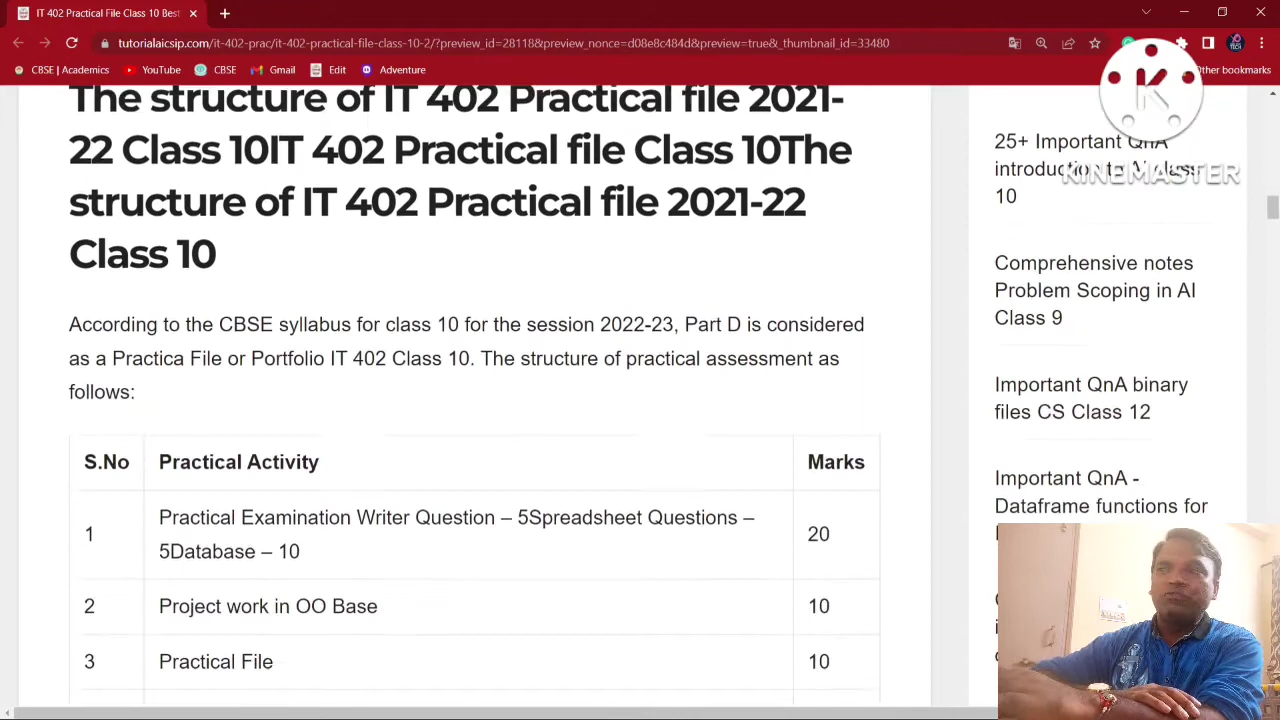 IT 402 Practical File Class 10 Best
tutorialaicsip.com/it-402-prac/it-402-practical-file-class-10-2/?preview_id=28118&preview_nonce=d08e8c484d&preview=true&_thumbnail_id=33480
CBSE | Academics
YouTube
CBSE
Gmail
Edit
Adventure
Other bookmarks
The structure of IT 402 Practical file 2021-
22 Class 10IT 402 Practical file Class 10The
structure of IT 402 Practical file 2021-22
Class 10
According to the CBSE syllabus for class 10 for the session 2022-23, Part D is considered
as a Practica File or Portfolio IT 402 Class 10. The structure of practical assessment as
follows:
S.No Practical Activity Marks
1 Practical Examination Writer Question – 5Spreadsheet Questions – 20
5Database – 10
2 Project work in OO Base 10
3 Practical File 10
25+ Important QnA
introduction to AI class
10
Comprehensive notes
Problem Scoping in AI
Class 9
Important QnA binary
files CS Class 12
Important QnA -
Dataframe functions for
K
KINEMASTER